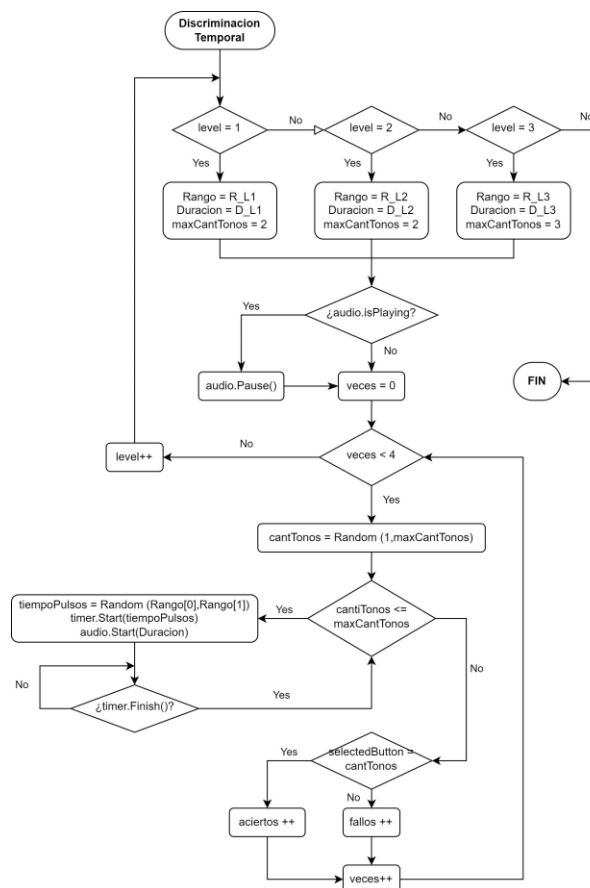 Discriminacion
Temporal
level = 1
No
level = 2
No
level = 3
No
Yes
Yes
Yes
Rango = R_L1
Duracion = D_L1
maxCantTonos = 2
Rango = R_L2
Duracion = D_L2
maxCantTonos = 2
Rango = R_L3
Duracion = D_L3
maxCantTonos = 3
¿audio.isPlaying?
Yes
No
audio.Pause()
veces = 0
FIN
level++
No
veces < 4
Yes
cantTonos = Random (1,maxCantTonos)
tiempoPulsos = Random (Rango[0],Rango[1])
timer.Start(tiempoPulsos)
audio.Start(Duracion)
Yes
cantiTonos <=
maxCantTonos
No
No
¿timer.Finish()?
Yes
selectedButton =
cantTonos
Yes
No
aciertos ++
fallos ++
veces++